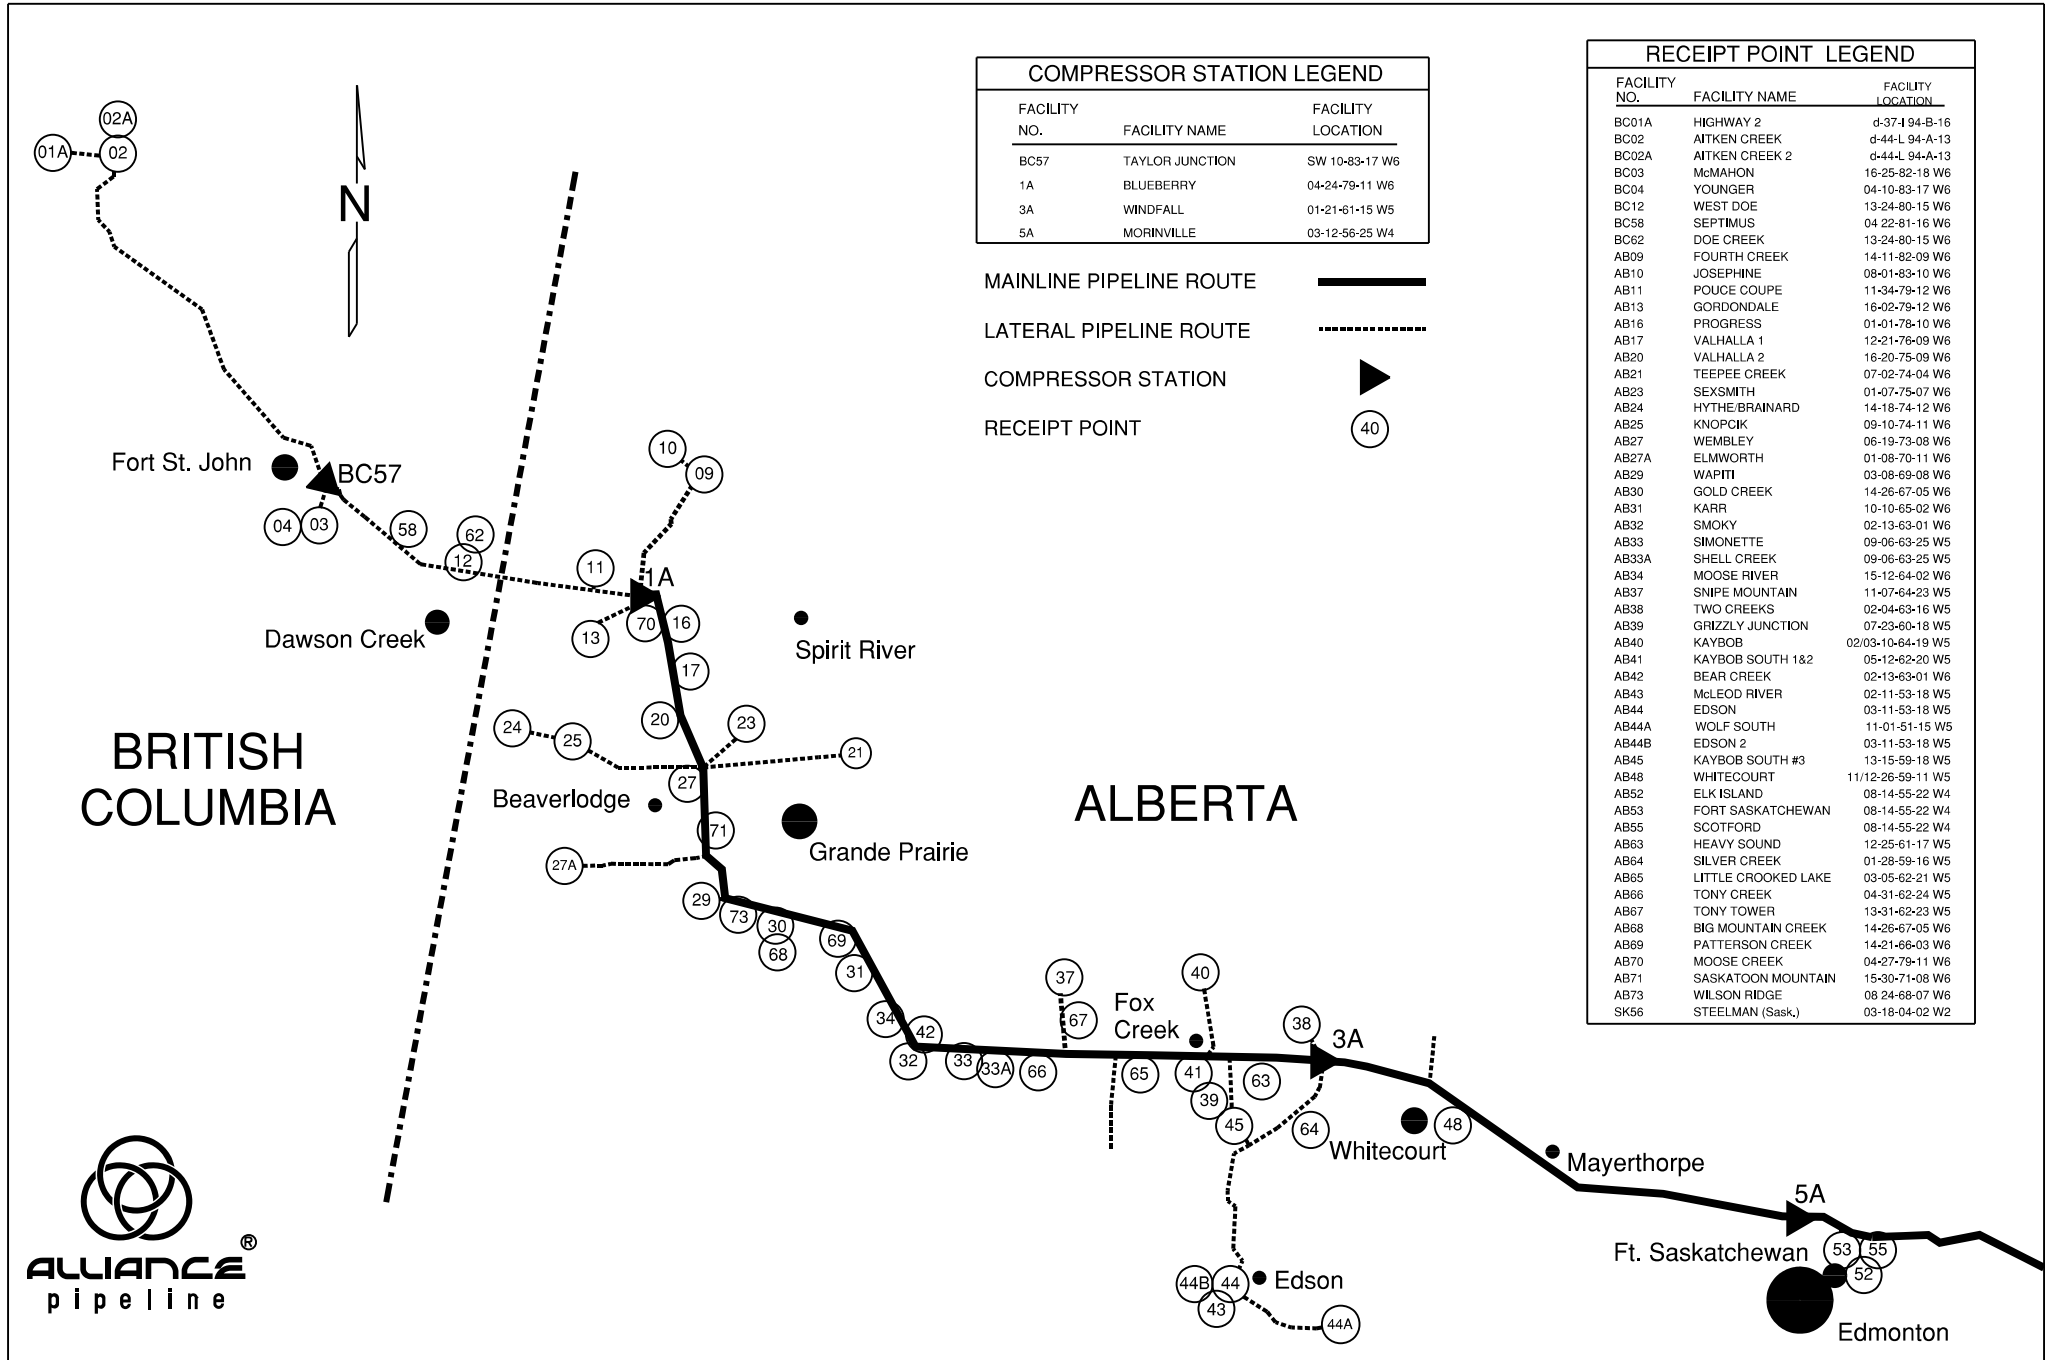 COMPRESSOR STATION LEGEND
FACILITY NO. FACILITY NAME FACILITY LOCATION
BC57 TAYLOR JUNCTION SW 10-83-17 W6
1A BLUEBERRY 04-24-79-11 W6
3A WINDFALL 01-21-61-15 W5
5A MORINVILLE 03-12-56-25 W4
MAINLINE PIPELINE ROUTE
LATERAL PIPELINE ROUTE
COMPRESSOR STATION
RECEIPT POINT 40
RECEIPT POINT LEGEND
FACILITY NO. FACILITY NAME FACILITY LOCATION
BC01A HIGHWAY 2 d-37-I 94-B-16
BC02 AITKEN CREEK d-44-L 94-A-13
BC02A AITKEN CREEK 2 d-44-L 94-A-13
BC03 McMAHON 16-25-82-18 W6
BC04 YOUNGER 04-10-83-17 W6
BC12 WEST DOE 13-24-80-15 W6
BC58 SEPTIMUS 04 22-81-16 W6
BC62 DOE CREEK 13-24-80-15 W6
AB09 FOURTH CREEK 14-11-82-09 W6
AB10 JOSEPHINE 08-01-83-10 W6
AB11 POUCE COUPE 11-34-79-12 W6
AB13 GORDONDALE 16-02-79-12 W6
AB16 PROGRESS 01-01-78-10 W6
AB17 VALHALLA 1 12-21-76-09 W6
AB20 VALHALLA 2 16-20-75-09 W6
AB21 TEEPEE CREEK 07-02-74-04 W6
AB23 SEXSMITH 01-07-75-07 W6
AB24 HYTHE/BRAINARD 14-18-74-12 W6
AB25 KNOPCIK 09-10-74-11 W6
AB27 WEMBLEY 06-19-73-08 W6
AB27A ELMWORTH 01-08-70-11 W6
AB29 WAPITI 03-08-69-08 W6
AB30 GOLD CREEK 14-26-67-05 W6
AB31 KARR 10-10-65-02 W6
AB32 SMOKY 02-13-63-01 W6
AB33 SIMONETTE 09-06-63-25 W5
AB33A SHELL CREEK 09-06-63-25 W5
AB34 MOOSE RIVER 15-12-64-02 W6
AB37 SNIPE MOUNTAIN 11-07-64-23 W5
AB38 TWO CREEKS 02-04-63-16 W5
AB39 GRIZZLY JUNCTION 07-23-60-18 W5
AB40 KAYBOB 02/03-10-64-19 W5
AB41 KAYBOB SOUTH 1&2 05-12-62-20 W5
AB42 BEAR CREEK 02-13-63-01 W6
AB43 McLEOD RIVER 02-11-53-18 W5
AB44 EDSON 03-11-53-18 W5
AB44A WOLF SOUTH 11-01-51-15 W5
AB44B EDSON 2 03-11-53-18 W5
AB45 KAYBOB SOUTH #3 13-15-59-18 W5
AB48 WHITECOURT 11/12-26-59-11 W5
AB52 ELK ISLAND 08-14-55-22 W4
AB53 FORT SASKATCHEWAN 08-14-55-22 W4
AB55 SCOTFORD 08-14-55-22 W4
AB63 HEAVY SOUND 12-25-61-17 W5
AB64 SILVER CREEK 01-28-59-16 W5
AB65 LITTLE CROOKED LAKE 03-05-62-21 W5
AB66 TONY CREEK 04-31-62-24 W5
AB67 TONY TOWER 13-31-62-23 W5
AB68 BIG MOUNTAIN CREEK 14-26-67-05 W6
AB69 PATTERSON CREEK 14-21-66-03 W6
AB70 MOOSE CREEK 04-27-79-11 W6
AB71 SASKATOON MOUNTAIN 15-30-71-08 W6
AB73 WILSON RIDGE 08 24-68-07 W6
SK56 STEELMAN (Sask.) 03-18-04-02 W2
02A
01A 02
N
Fort St. John
BC57
04 03
58
62
12
10
09
11
1A
13
70 16
Dawson Creek
Spirit River
17
20
23
24
25
21
27
BRITISH
COLUMBIA
Beaverlodge
ALBERTA
71
Grande Prairie
27A
29
73
30
68
69
31
34
42
32
33
33A
66
37
67
Fox
Creek
40
65
41
39
45
63
38
3A
64
Whitecourt
48
Mayerthorpe
5A
Ft. Saskatchewan
53 55
52
Edmonton
44B 44
43
Edson
44A
ALLIANCE ®
pipeline